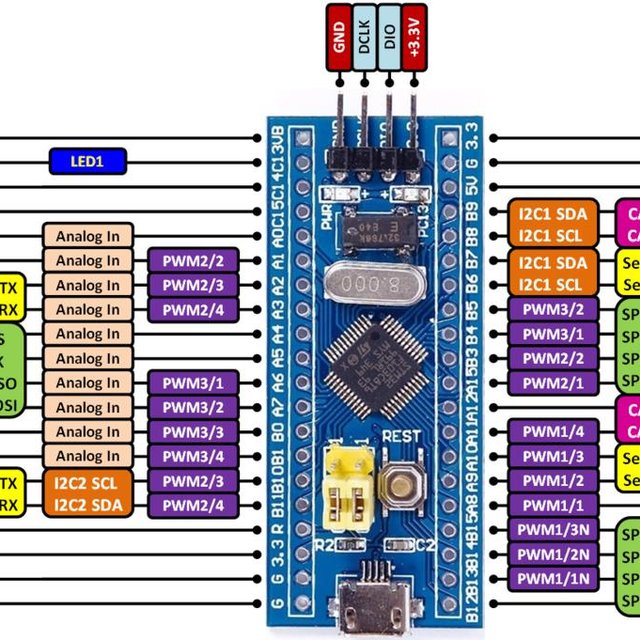 GND
DCLK
DIO
+3.3V
LED1
Analog In
Analog In
Analog In
Analog In
Analog In
Analog In
Analog In
Analog In
Analog In
Analog In
PWM2/2
PWM2/3
PWM2/4
PWM3/1
PWM3/2
PWM3/3
PWM3/4
PWM2/3
PWM2/4
TX
RX
S
K
SO
OSI
TX
RX
I2C2 SCL
I2C2 SDA
VB
C13
C14
C15
A0
A1
A2
A3
A4
A5
A6
A7
B0
B1
B10
B11
R
3.3
G
G
PWR
PC13
8.000
REST
R2
C2
3.3
G
5V
B9
B8
B7
B6
B5
B4
B3
A15
A12
A11
A10
A9
A8
B15
B14
B13
B12
I2C1 SDA
I2C1 SCL
I2C1 SDA
I2C1 SCL
PWM3/2
PWM3/1
PWM2/2
PWM2/1
PWM1/4
PWM1/3
PWM1/2
PWM1/1
PWM1/3N
PWM1/2N
PWM1/1N
CA
CA
Se
Se
SP
SP
SP
SP
CA
CA
Se
Se
SP
SP
SP
SP